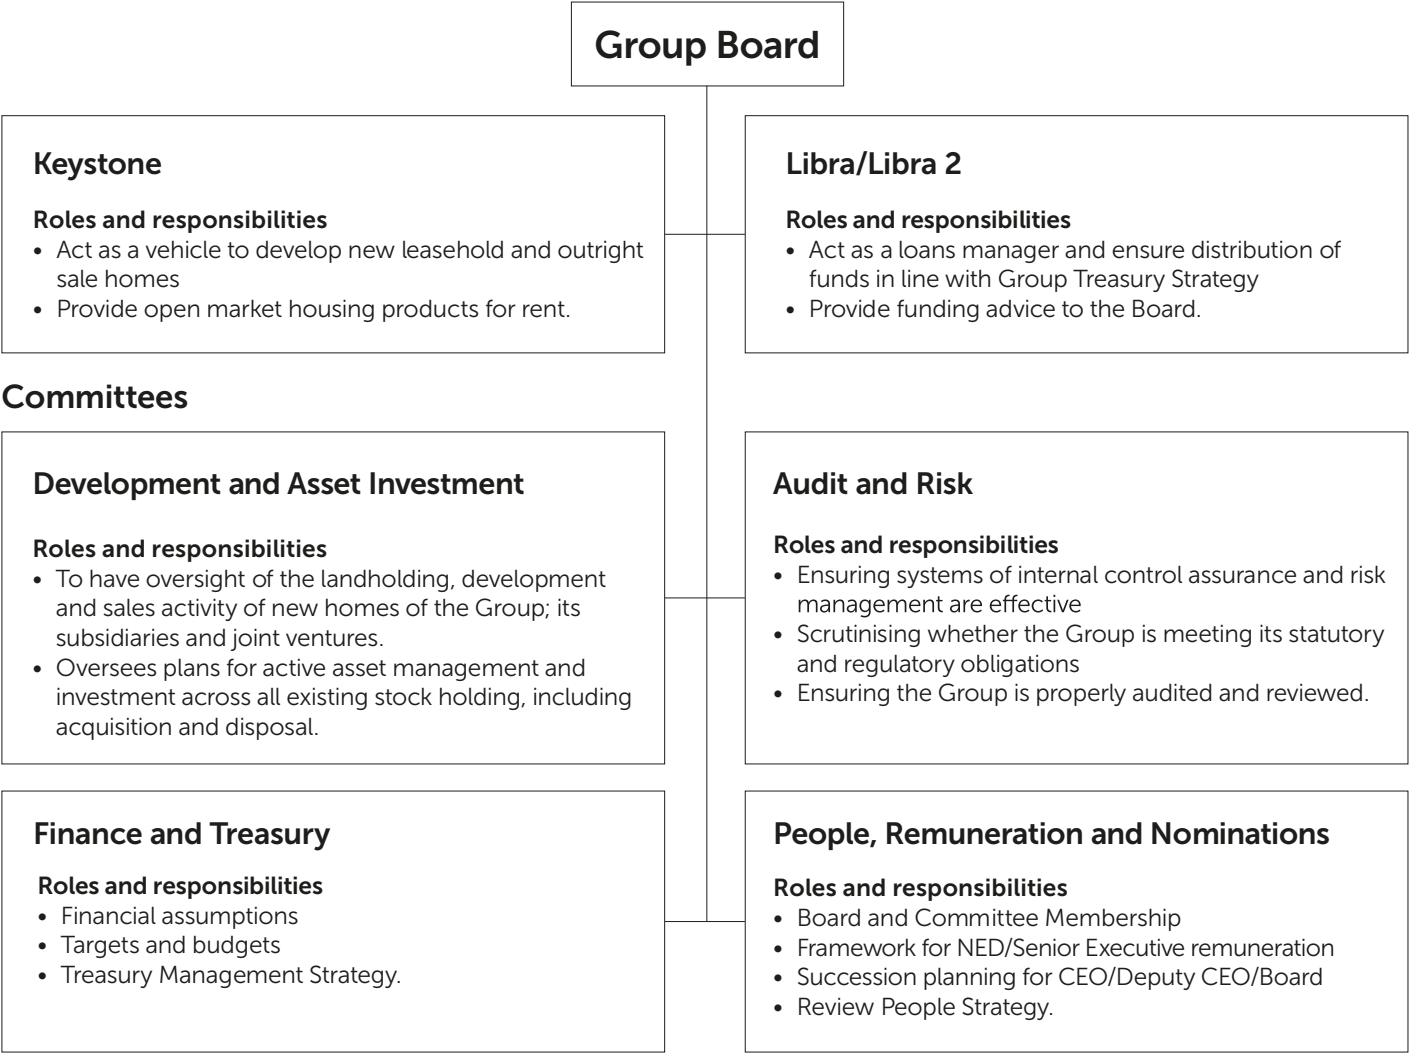 Group Board
Keystone
Roles and responsibilities
• Act as a vehicle to develop new leasehold and outright
sale homes
• Provide open market housing products for rent.
Libra/Libra 2
Roles and responsibilities
• Act as a loans manager and ensure distribution of
funds in line with Group Treasury Strategy
• Provide funding advice to the Board.
Committees
Development and Asset Investment
Roles and responsibilities
• To have oversight of the landholding, development
and sales activity of new homes of the Group; its
subsidiaries and joint ventures.
• Oversees plans for active asset management and
investment across all existing stock holding, including
acquisition and disposal.
Audit and Risk
Roles and responsibilities
• Ensuring systems of internal control assurance and risk
management are effective
• Scrutinising whether the Group is meeting its statutory
and regulatory obligations
• Ensuring the Group is properly audited and reviewed.
Finance and Treasury
Roles and responsibilities
• Financial assumptions
• Targets and budgets
• Treasury Management Strategy.
People, Remuneration and Nominations
Roles and responsibilities
• Board and Committee Membership
• Framework for NED/Senior Executive remuneration
• Succession planning for CEO/Deputy CEO/Board
• Review People Strategy.